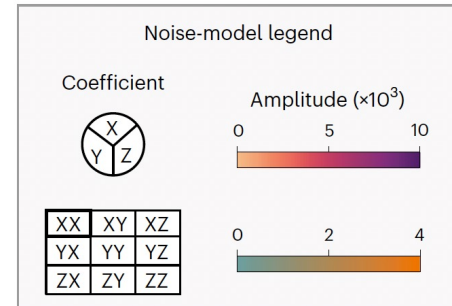 Noise-model legend
Coefficient
X
Y Z
Amplitude (×10³)
0 5 10
XX XY XZ
YX YY YZ
ZX ZY ZZ
0 2 4